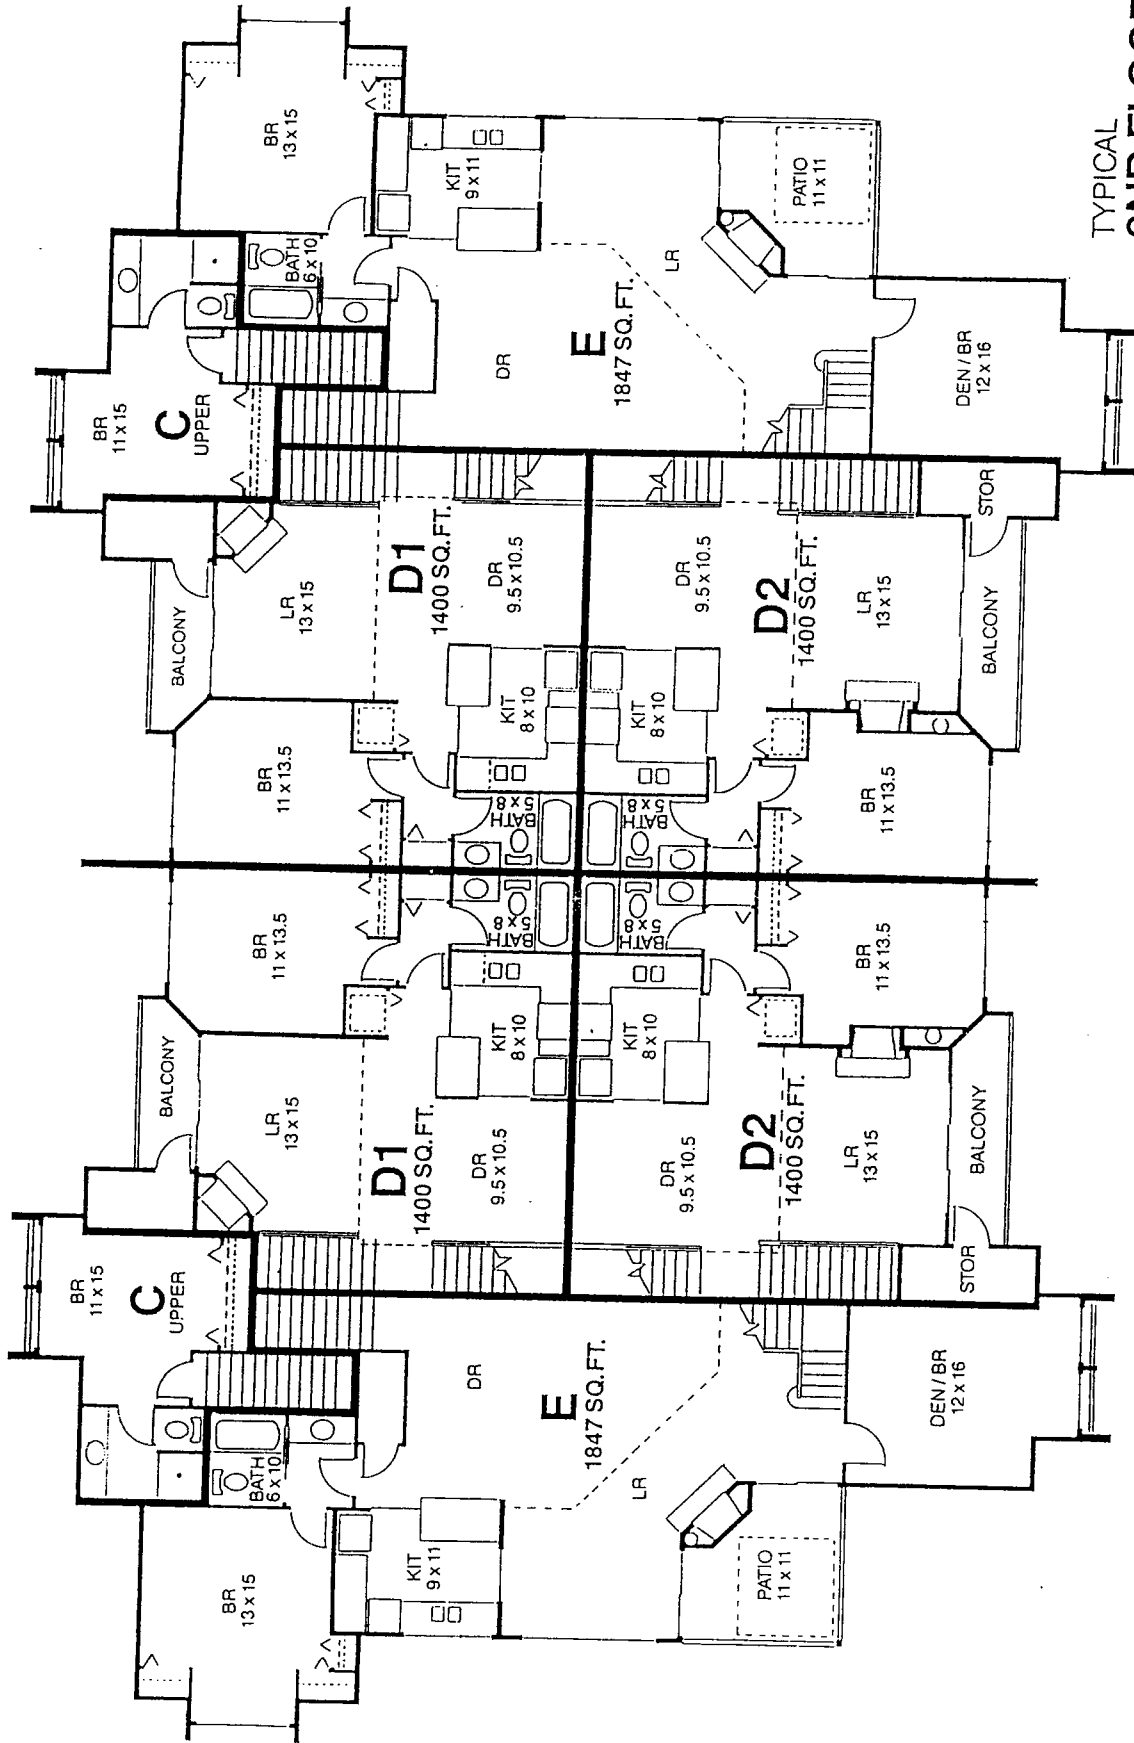 BR
11 x 15
C
UPPER
BR
13 x 15
BATH
6 x 10
KIT
9 x 11
DR
E
1847 SQ.FT.
LR
PATIO
11 x 11
DEN / BR
12 x 16
BALCONY
LR
13 x 15
D1
1400 SQ.FT.
DR
9.5 x 10.5
KIT
8 x 10
BR
11 x 13.5
BATH
5 x 8
DR
9.5 x 10.5
KIT
8 x 10
BATH
5 x 8
D2
1400 SQ.FT.
LR
13 x 15
BR
11 x 13.5
STOR
BALCONY
BR
11 x 13.5
BALCONY
LR
13 x 15
D1
1400 SQ.FT.
DR
9.5 x 10.5
KIT
8 x 10
BATH
5 x 8
BATH
5 x 8
KIT
8 x 10
DR
9.5 x 10.5
D2
1400 SQ.FT.
BR
11 x 13.5
LR
13 x 15
BALCONY
STOR
BR
11 x 15
C
UPPER
BR
13 x 15
BATH
6 x 10
KIT
9 x 11
DR
E
1847 SQ.FT.
LR
PATIO
11 x 11
DEN / BR
12 x 16
TYPICAL